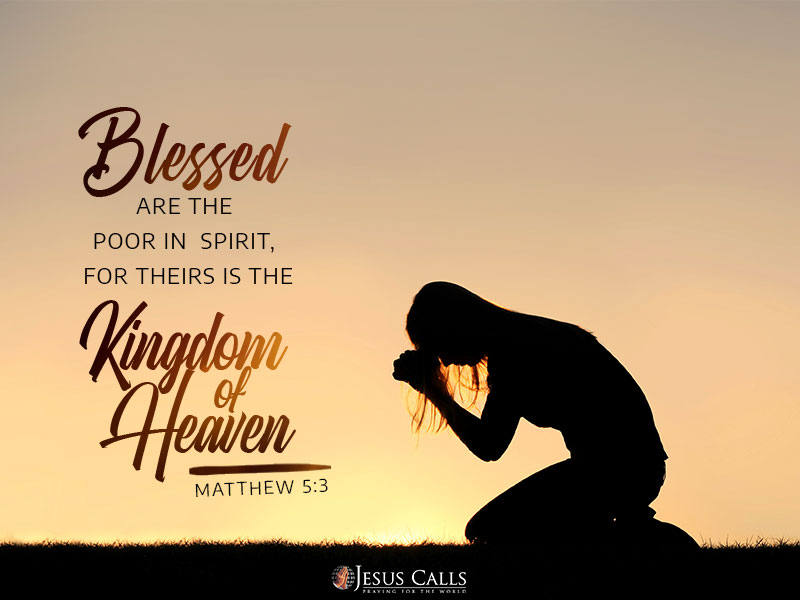 Blessed
ARE THE
POOR IN SPIRIT,
FOR THEIRS IS THE
Kingdom
of
Heaven
MATTHEW 5:3
JESUS CALLS
PRAYING FOR THE WORLD